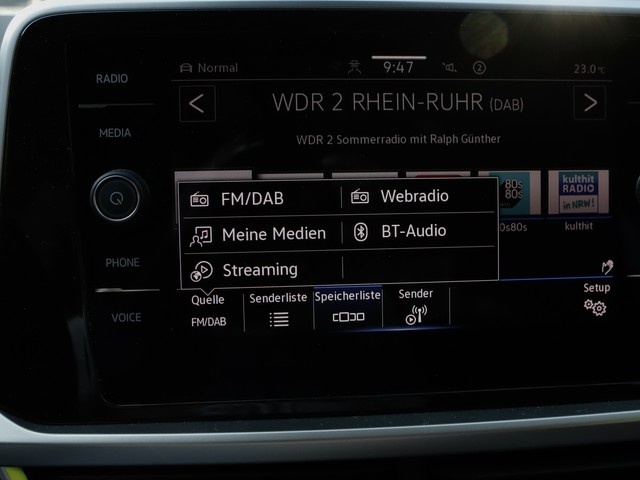 RADIO
Normal
9:47
2
23.0°C
WDR 2 RHEIN-RUHR (DAB)
MEDIA
WDR 2 Sommerradio mit Ralph Günther
FM/DAB
Webradio
80s
80s
kulthit
RADIO
in NRW!
Meine Medien
BT-Audio
0s80s
kulthit
PHONE
Streaming
Quelle
Senderliste
Speicherliste
Sender
Setup
VOICE
FM/DAB